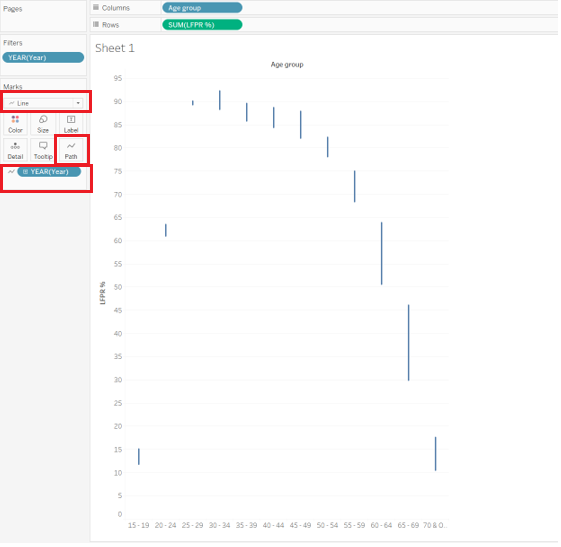 Pages
Columns
Age group
Rows
SUM(LFPR %)
Filters
YEAR(Year)
Marks
Line
Color
Size
Label
Detail
Tooltip
Path
YEAR(Year)
Sheet 1
Age group
95
90
85
80
75
70
65
60
55
50
45
40
35
30
25
20
15
10
5
0
LFPR %
15 - 19 20 - 24 25 - 29 30 - 34 35 - 39 40 - 44 45 - 49 50 - 54 55 - 59 60 - 64 65 - 69 70 & O..